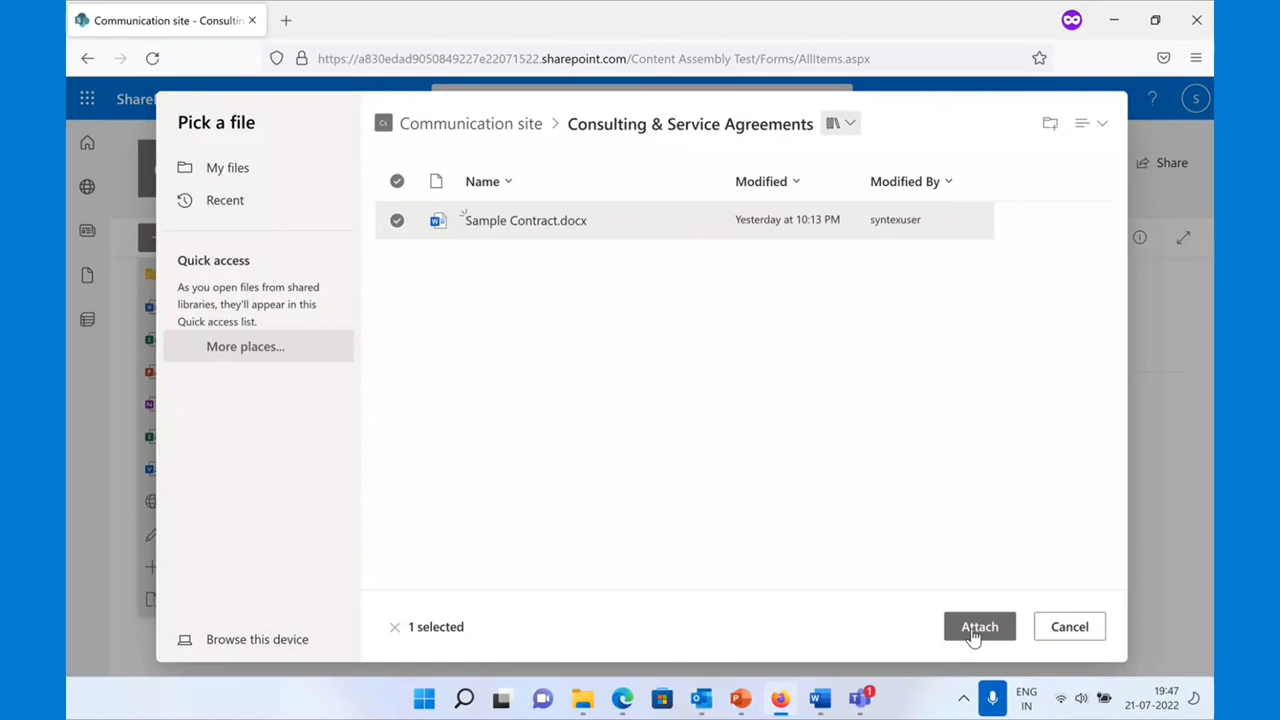 Communication site - Consultin
https://a830edad9050849227e22071522.sharepoint.com/Content Assembly Test/Forms/AllItems.aspx
S
Share
Pick a file
My files
Recent
Quick access
As you open files from shared
libraries, they'll appear in this
Quick access list.
More places...
Browse this device
Cs Communication site > Consulting & Service Agreements
Name Modified Modified By
Sample Contract.docx Yesterday at 10:13 PM syntexuser
1 selected
Attach Cancel
ENG
IN
19:47
21-07-2022
1